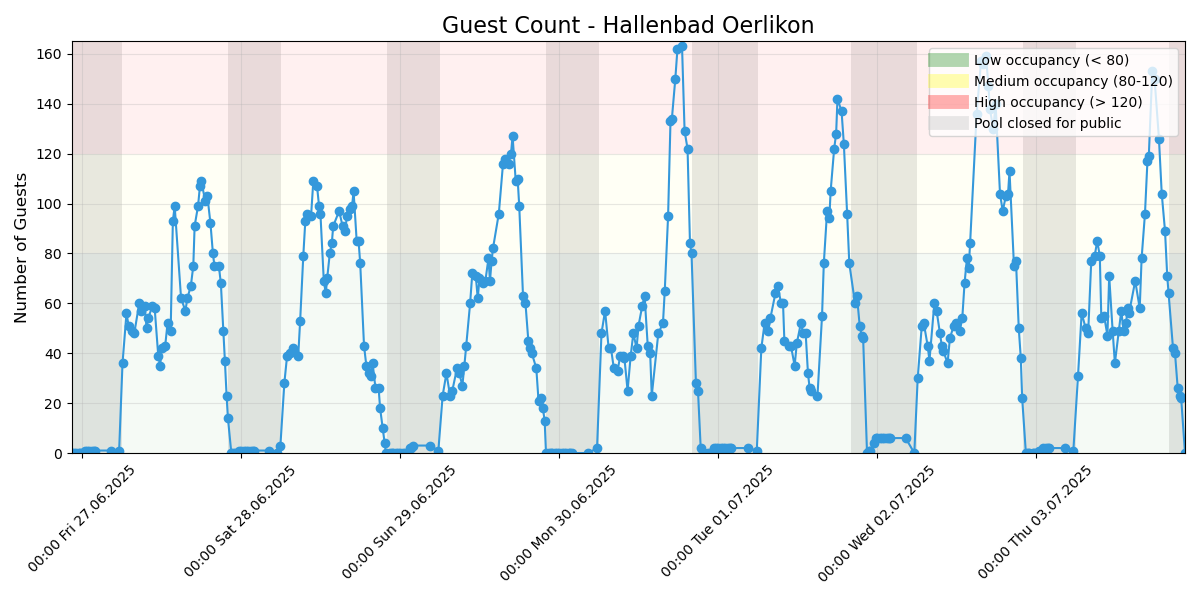 Guest Count - Hallenbad Oerlikon
Number of Guests
160
140
120
100
80
60
40
20
0
Low occupancy (< 80)
Medium occupancy (80-120)
High occupancy (> 120)
Pool closed for public
00:00 Fri 27.06.2025
00:00 Sat 28.06.2025
00:00 Sun 29.06.2025
00:00 Mon 30.06.2025
00:00 Tue 01.07.2025
00:00 Wed 02.07.2025
00:00 Thu 03.07.2025